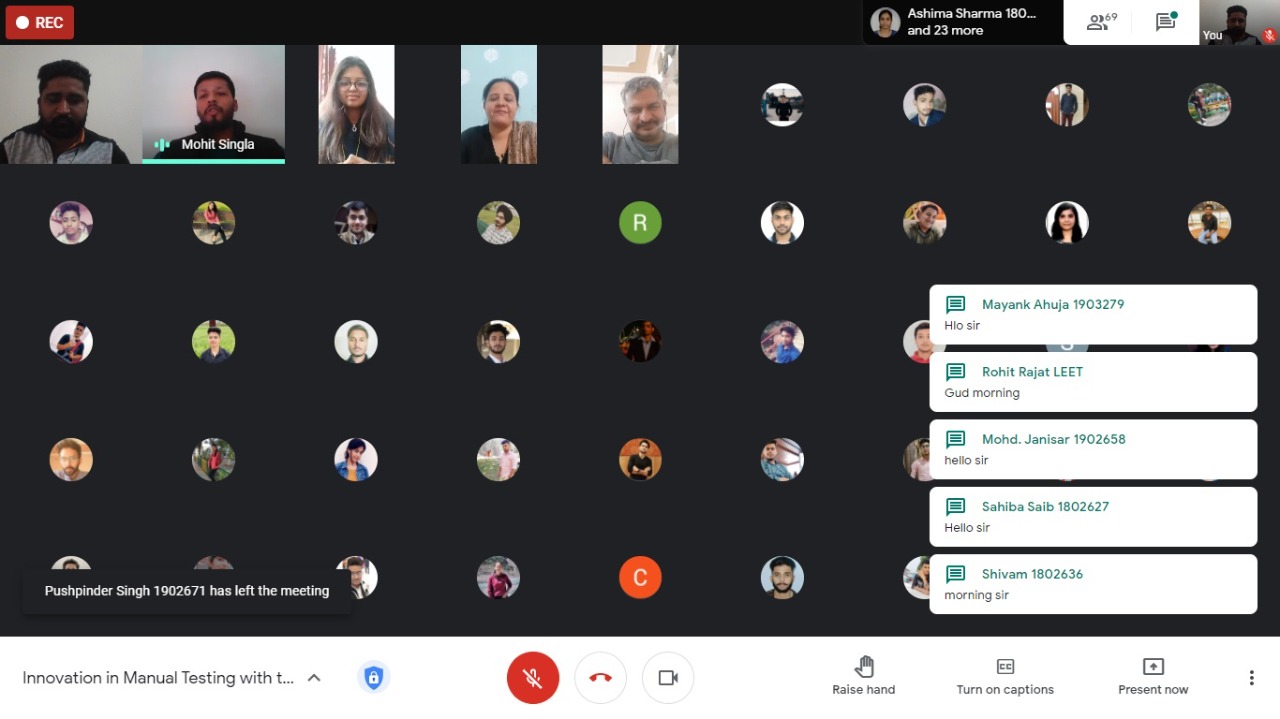 REC
Ashima Sharma 180...
and 23 more
69
You
Mohit Singla
R
Mayank Ahuja 1903279
Hlo sir
Rohit Rajat LEET
Gud morning
Mohd. Janisar 1902658
hello sir
Sahiba Saib 1802627
Hello sir
Shivam 1802636
morning sir
C
Pushpinder Singh 1902671 has left the meeting
Innovation in Manual Testing with t...
Raise hand
CC
Turn on captions
Present now